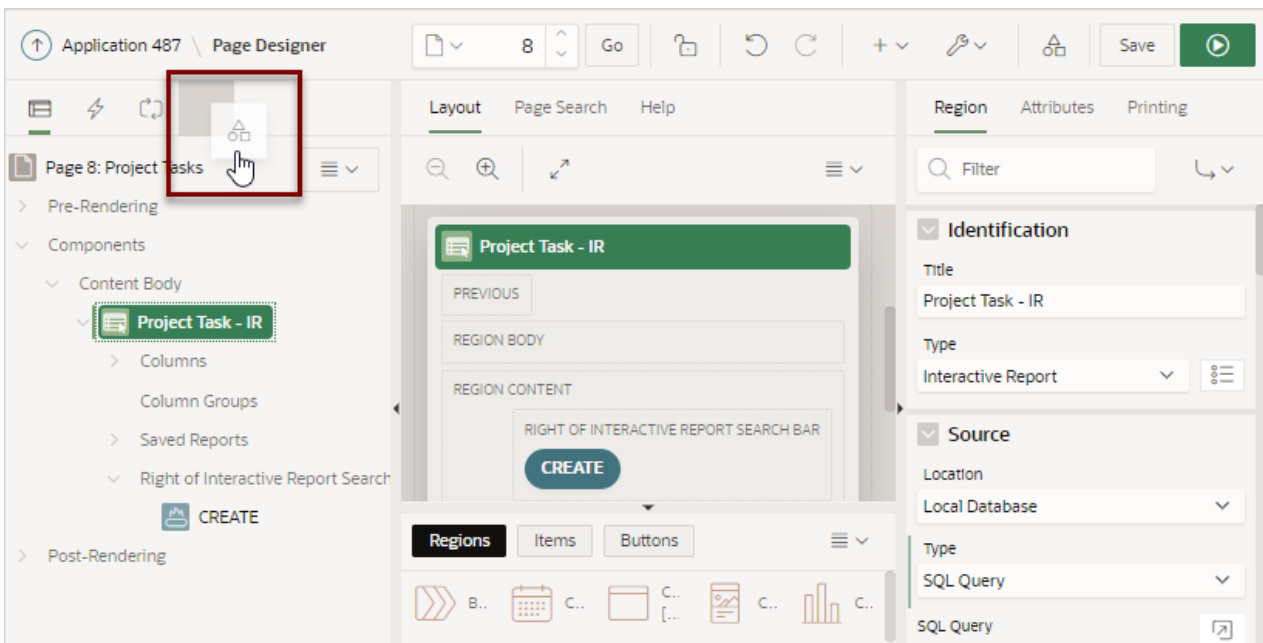 Application 487 \ Page Designer
8
Go
Save
Layout
Page Search
Help
Region
Attributes
Printing
Page 8: Project Tasks
Filter
Pre-Rendering
Components
Content Body
Project Task - IR
Columns
Column Groups
Saved Reports
Right of Interactive Report Search
CREATE
Post-Rendering
Project Task - IR
PREVIOUS
REGION BODY
REGION CONTENT
RIGHT OF INTERACTIVE REPORT SEARCH BAR
CREATE
Regions
Items
Buttons
B..
C..
C..
[...
C..
C..
Identification
Title
Project Task - IR
Type
Interactive Report
Source
Location
Local Database
Type
SQL Query
SQL Query